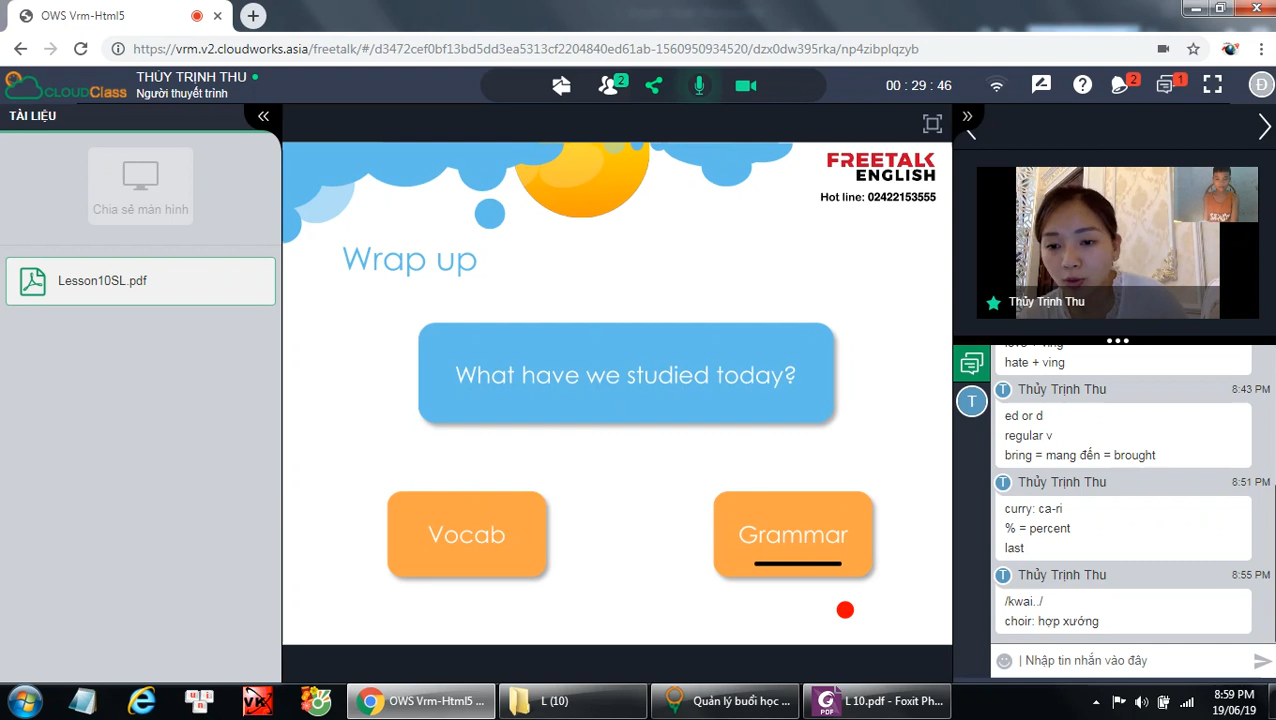 OWS Vrm-Html5
https://vrm.v2.cloudworks.asia/freetalk/#/d3472cef0bf13bd5dd3ea5313cf2204840ed61ab-1560950934520/dzx0dw395rka/np4zibplqzyb
CLOUDClass
THỦY TRỊNH THU
Người thuyết trình
2
00 : 29 : 46
2
1
Đ
TÀI LIỆU
Chia sẻ màn hình
Lesson10SL.pdf
FREETALK
ENGLISH
Hot line: 02422153555
Wrap up
What have we studied today?
Vocab
Grammar
Thủy Trịnh Thu
hate + ving
T
Thủy Trịnh Thu 8:43 PM
ed or d
regular v
bring = mang đến = brought
Thủy Trịnh Thu 8:51 PM
curry: ca-ri
% = percent
last
Thủy Trịnh Thu 8:55 PM
/kwai../
choir: hợp xướng
Nhập tin nhắn vào đây
OWS Vrm-Html5 ...
L (10)
Quản lý buổi học ...
L 10.pdf - Foxit Ph...
8:59 PM
19/06/19